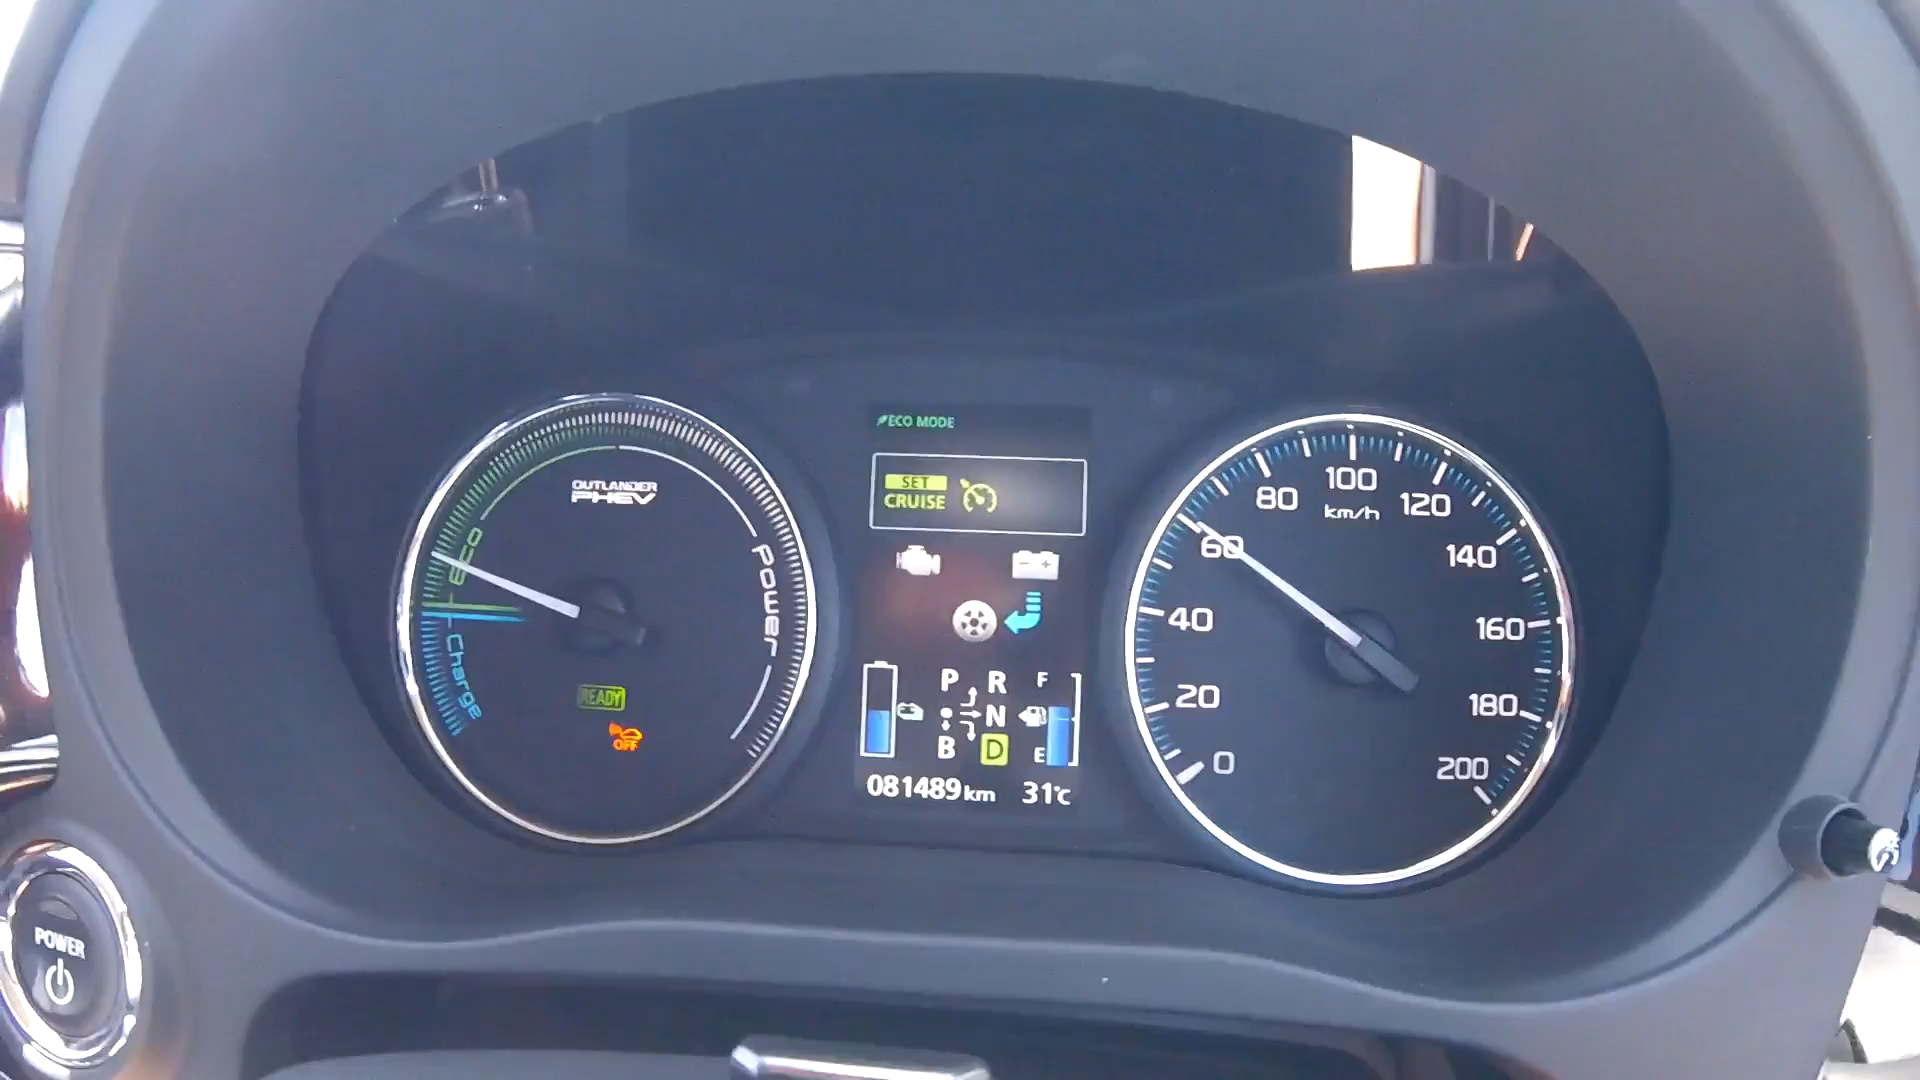 ECO MODE
OUTLANDER
PHEV
SET
CRUISE
Eco
Power
Charge
READY
OFF
P R F
N
B D E
081489 km 31°C
0
20
40
60
80
100
120
140
160
180
200
km/h
POWER